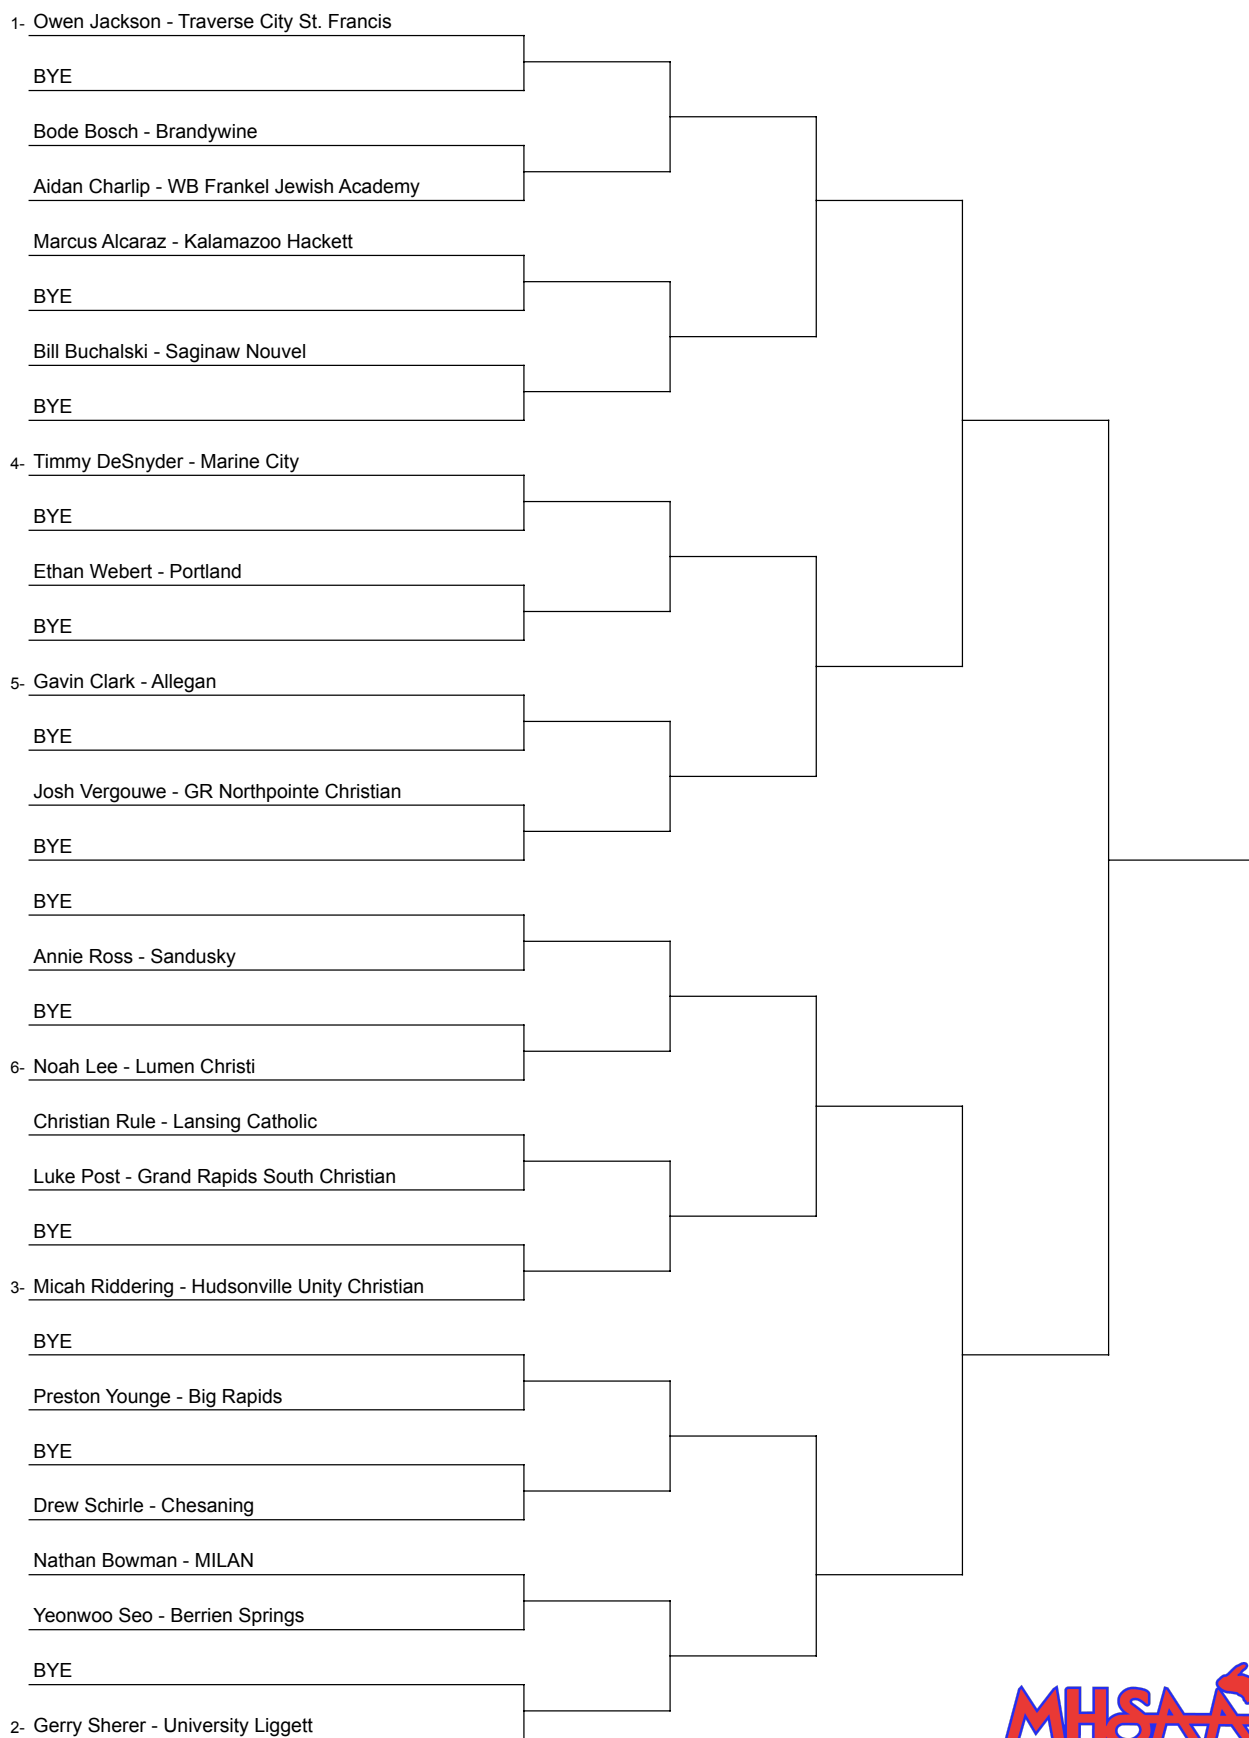 1- Owen Jackson - Traverse City St. Francis
BYE
Bode Bosch - Brandywine
Aidan Charlip - WB Frankel Jewish Academy
Marcus Alcaraz - Kalamazoo Hackett
BYE
Bill Buchalski - Saginaw Nouvel
BYE
4- Timmy DeSnyder - Marine City
BYE
Ethan Webert - Portland
BYE
5- Gavin Clark - Allegan
BYE
Josh Vergouwe - GR Northpointe Christian
BYE
BYE
Annie Ross - Sandusky
BYE
6- Noah Lee - Lumen Christi
Christian Rule - Lansing Catholic
Luke Post - Grand Rapids South Christian
BYE
3- Micah Riddering - Hudsonville Unity Christian
BYE
Preston Younge - Big Rapids
BYE
Drew Schirle - Chesaning
Nathan Bowman - MILAN
Yeonwoo Seo - Berrien Springs
BYE
2- Gerry Sherer - University Liggett
MHSAA